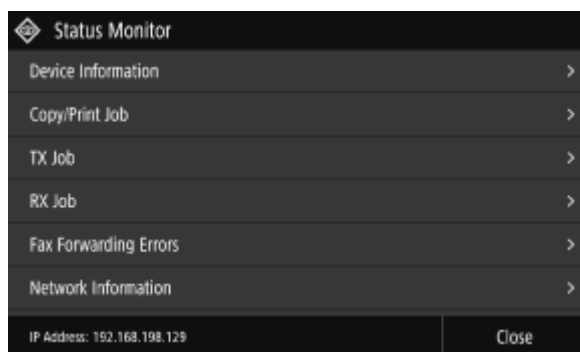 Status Monitor
Device Information
Copy/Print Job
TX Job
RX Job
Fax Forwarding Errors
Network Information
IP Address: 192.168.198.129
Close